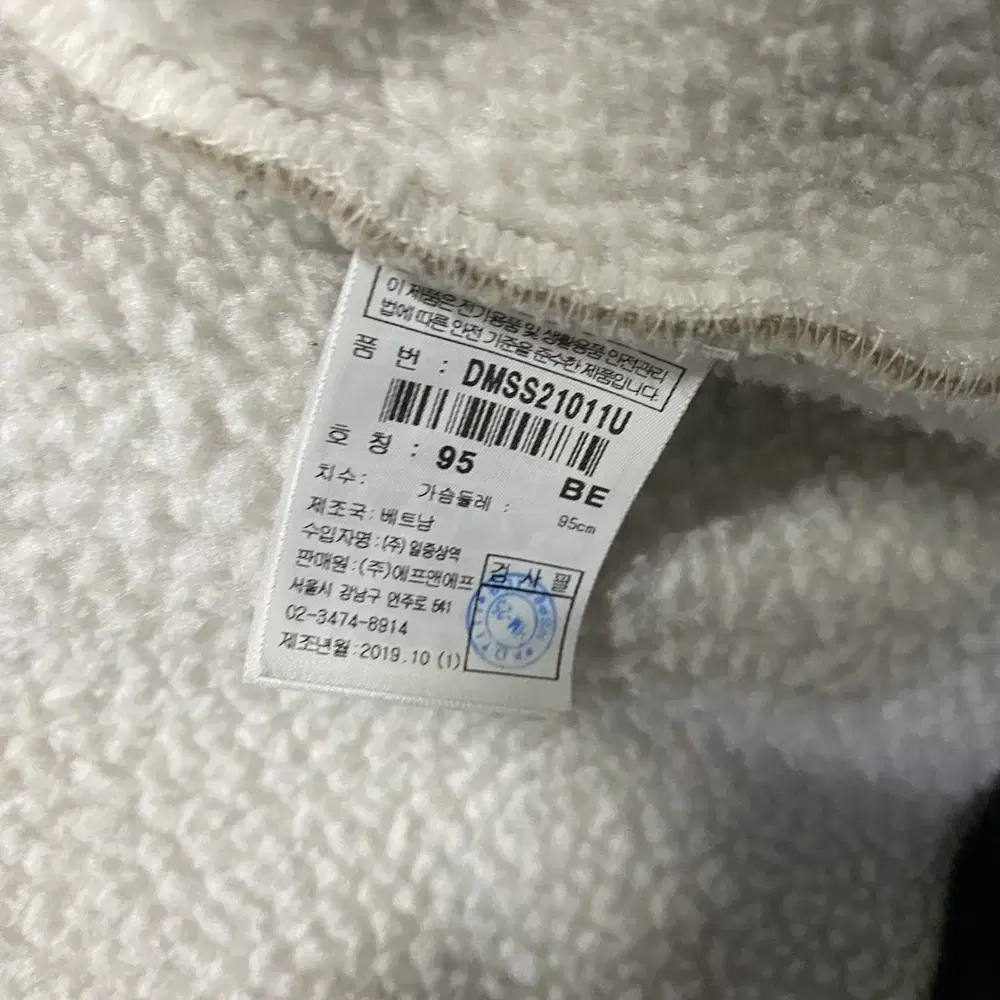 이 제품은 전기용품 및 생활용품 안전관리
법에 따른 안전 기준을 준수한 제품입니다.
품 번 : DMSS21011U
호 칭 : 95 BE
치수: 가슴둘레 : 95cm
제조국: 베트남
수입자명:(주) 일중상역
판매원:(주)에프앤에프
서울시 강남구 언주로 541
02-3474-8914
제조년월:2019.10 (1)
검 사 필